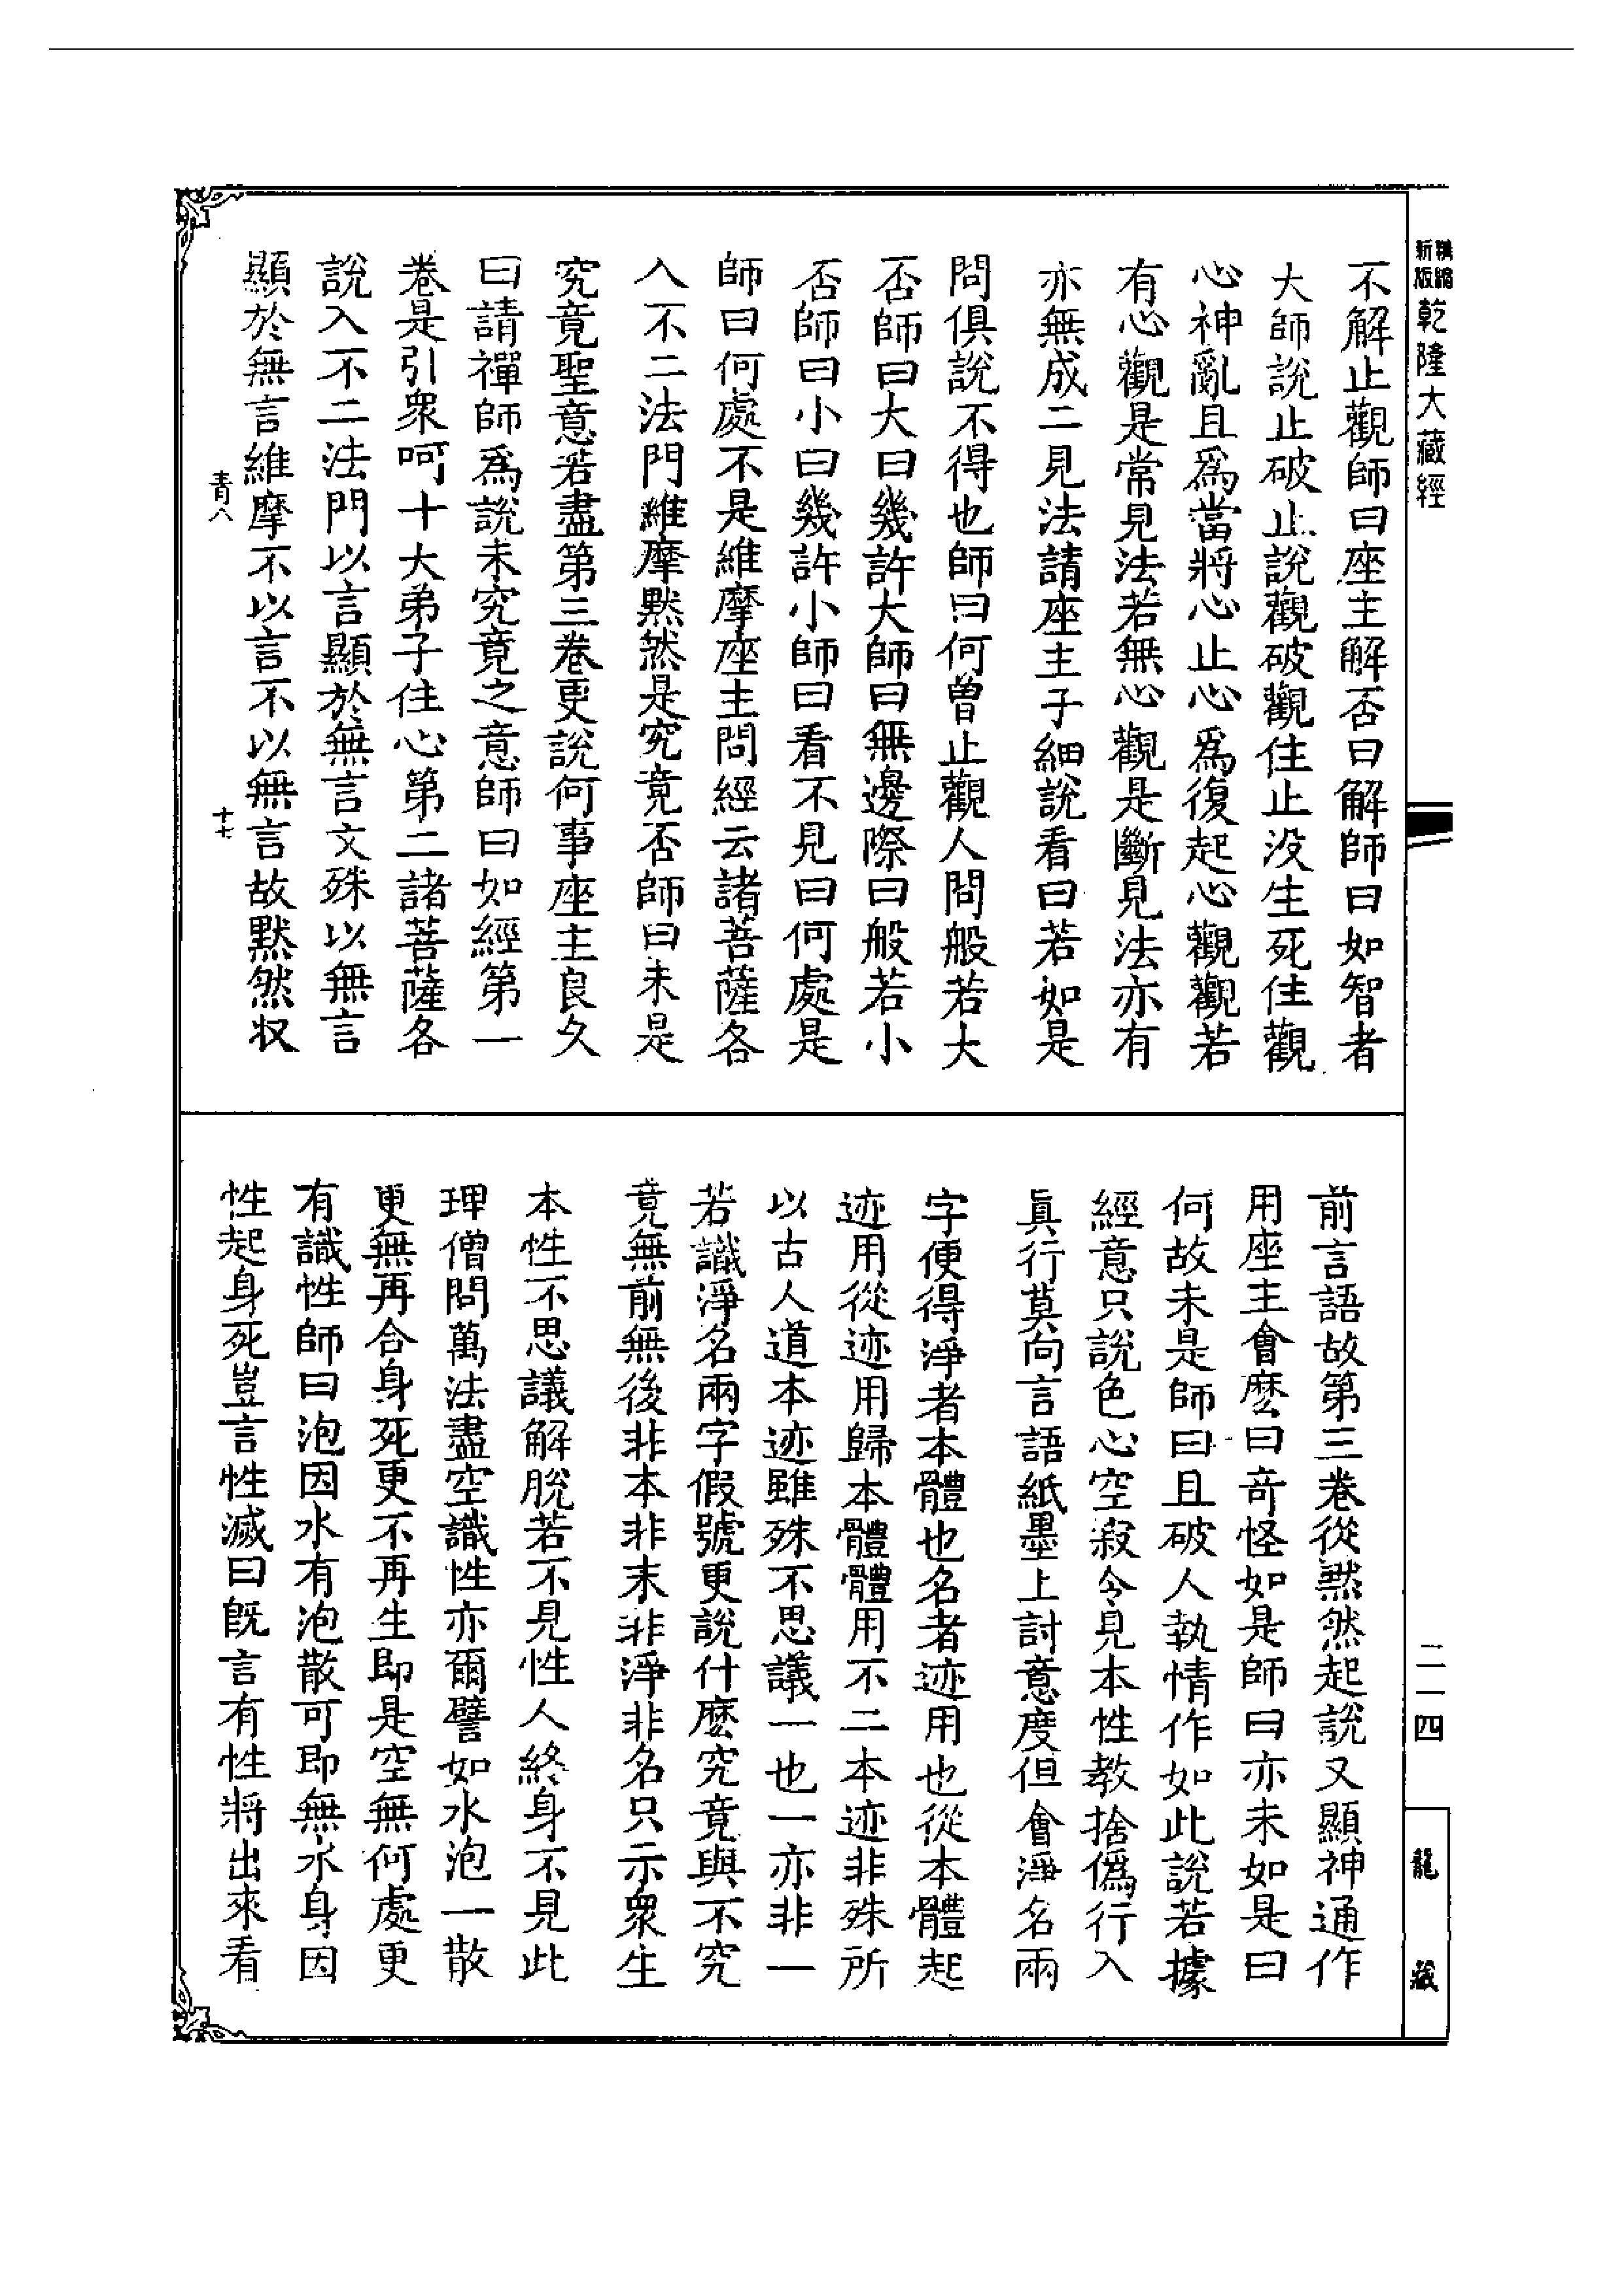 新編縮版乾隆大藏經
不解止觀師曰座主解否曰解師曰如智者
大師說止破止說觀破觀住止没生死住觀
心神亂且爲當將心止心爲復起心觀觀若
有心觀是常見法若無心觀是斷見法亦有
亦無成二見法請座主子細說看曰若如是
問俱說不得也師曰何曾止觀人問般若大
否師曰大曰幾許大師曰無邊際曰般若小
否師曰小曰幾許小師曰看不見曰何處是
師曰何處不是維摩座主問經云諸菩薩各
入不二法門維摩默然是究竟否師曰未是
究竟聖意若盡第三卷更說何事座主良久
曰請禪師爲說未究竟之意師曰如經第一
卷是引衆呵十大弟子住心第二諸菩薩各
說入不二法門以言顯於無言文殊以無言
顯於無言維摩不以言不以無言故默然收
青八
十七
前言語故第三卷從默然起說又顯神通作
用座主會麽曰奇怪如是師曰亦未如是曰
何故未是師曰且破人執情作如此說若據
經意只說色心空寂令見本性教捨僞行入
眞行莫向言語紙墨上討意度但會淨名兩
字便得淨者本體也名者迹用也從本體起
迹用從迹用歸本體體用不二本迹非殊所
以古人道本迹雖殊不思議一也一亦非一
若識淨名兩字假號更說什麽究竟與不究
竟無前無後非本非末非淨非名只示衆生
本性不思議解脫若不見性人終身不見此
理僧問萬法盡空識性亦爾譬如水泡一散
更無再合身死更不再生即是空無何處更
有識性師曰泡因水有泡散可即無水身因
性起身死豈言性滅曰旣言有性將出來看
二一四
龍藏